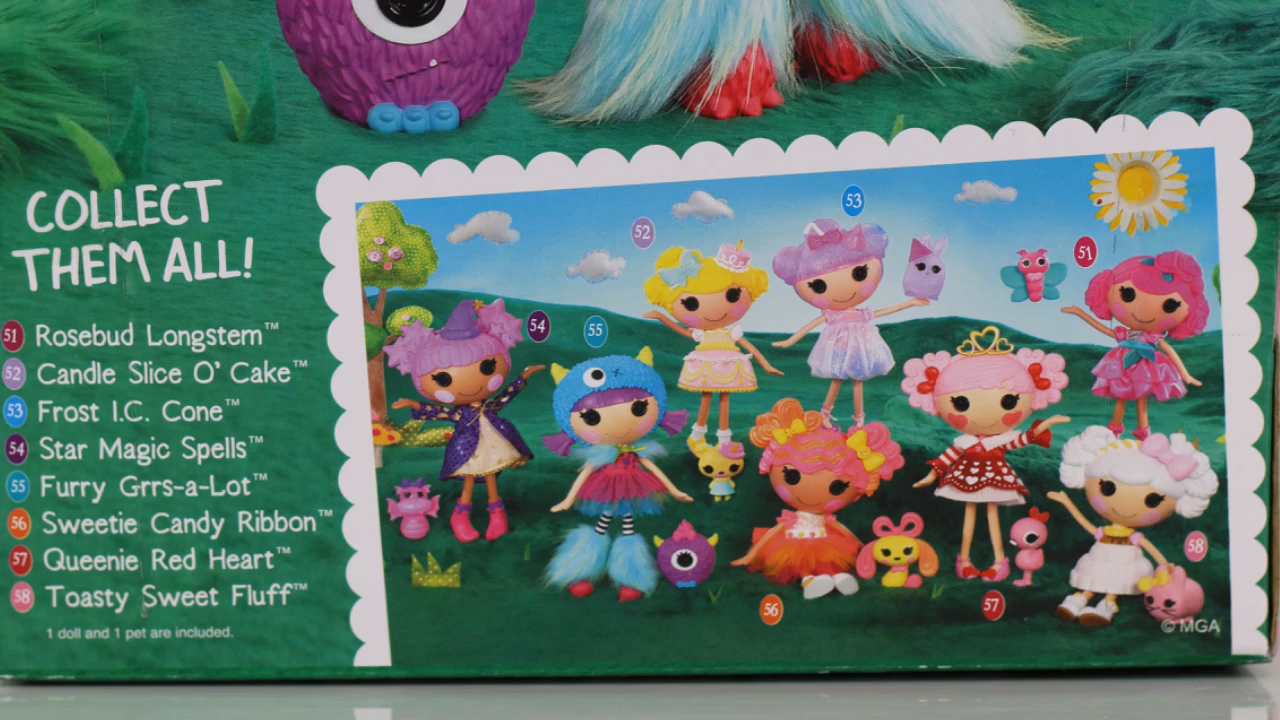 COLLECT
THEM ALL!
51 Rosebud Longstem™
52 Candle Slice O' Cake™
53 Frost I.C. Cone™
54 Star Magic Spells™
55 Furry Grrs-a-Lot™
56 Sweetie Candy Ribbon™
57 Queenie Red Heart™
58 Toasty Sweet Fluff™
1 doll and 1 pet are included.
53
52
51
54
55
58
57
56
© MGA